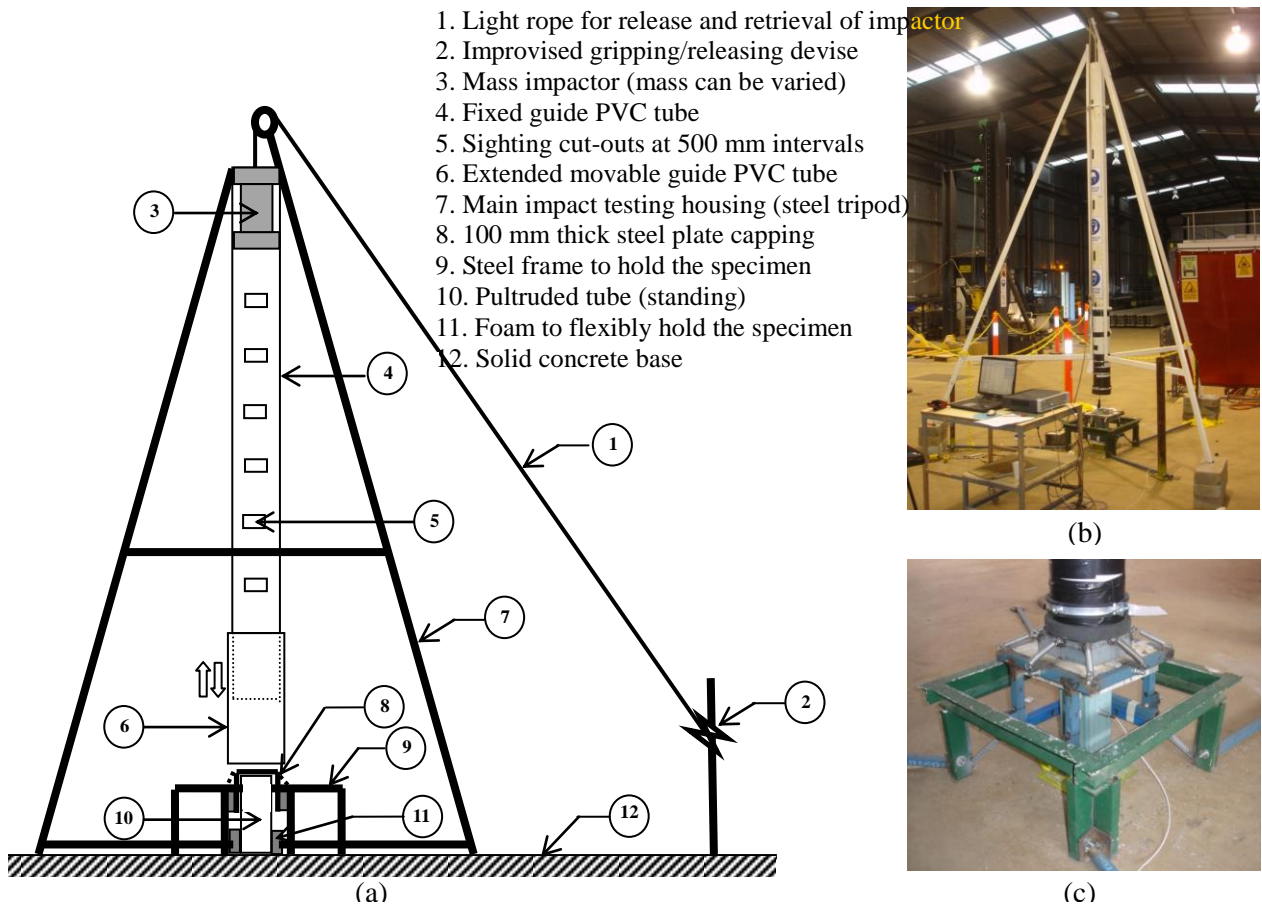 1. Light rope for release and retrieval of impactor
2. Improvised gripping/releasing devise
3. Mass impactor (mass can be varied)
4. Fixed guide PVC tube
5. Sighting cut-outs at 500 mm intervals
6. Extended movable guide PVC tube
7. Main impact testing housing (steel tripod)
8. 100 mm thick steel plate capping
9. Steel frame to hold the specimen
10. Pultruded tube (standing)
11. Foam to flexibly hold the specimen
12. Solid concrete base
3
4
1
5
7
8
2
6
9
10
11
12
(a)
(b)
(c)